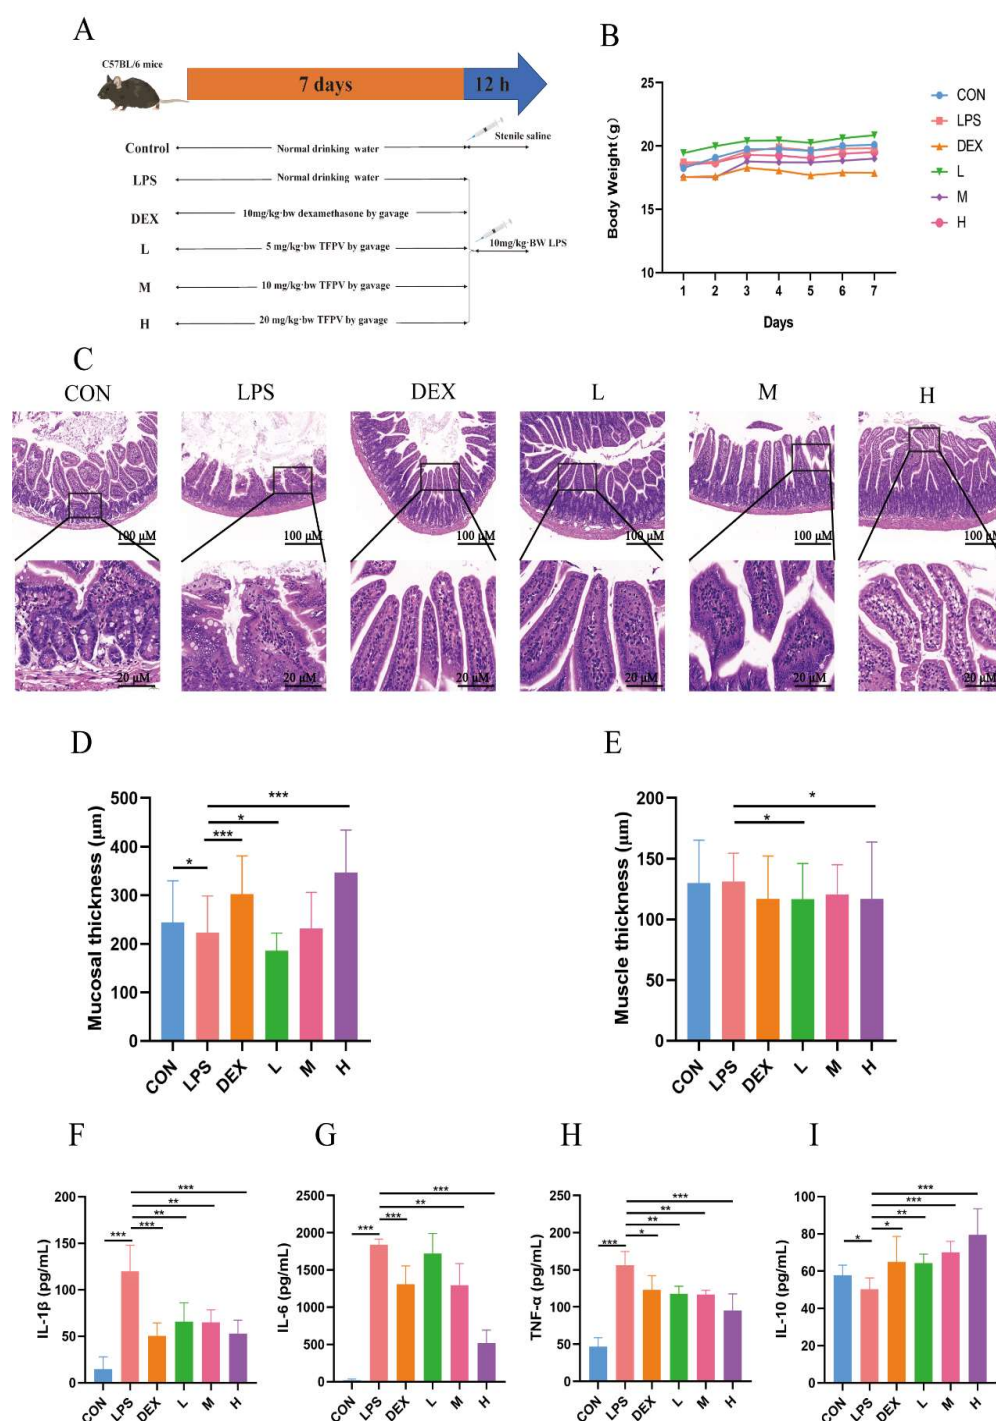 A
C57BL/6 mice
7 days
12 h
Control
Normal drinking water
Stenile saline
LPS
Normal drinking water
DEX
10mg/kg·bw dexamethasone by gavage
L
5 mg/kg·bw TFPV by gavage
10mg/kg·BW LPS
M
10 mg/kg·bw TFPV by gavage
H
20 mg/kg·bw TFPV by gavage
B
Body Weight(g)
25
20
15
10
1 2 3 4 5 6 7
Days
CON
LPS
DEX
L
M
H
C
CON LPS DEX L M H
100 μM 100 μM 100 μM 100 μM 100 μM 100 μM
20 μM 20 μM 20 μM 20 μM 20 μM 20 μM
D
Mucosal thickness (μm)
500
400
300
200
100
0
***
*
***
*
CON LPS DEX L M H
E
Muscle thickness (μm)
200
150
100
50
0
*
*
CON LPS DEX L M H
F
IL-1β (pg/mL)
200
150
100
50
0
***
**
**
***
***
CON LPS DEX L M H
G
IL-6 (pg/mL)
2500
2000
1500
1000
500
0
***
**
***
***
CON LPS DEX L M H
H
TNF-α (pg/mL)
250
200
150
100
50
0
***
**
**
*
***
CON LPS DEX L M H
I
IL-10 (pg/mL)
100
80
60
40
20
0
***
***
**
*
*
CON LPS DEX L M H